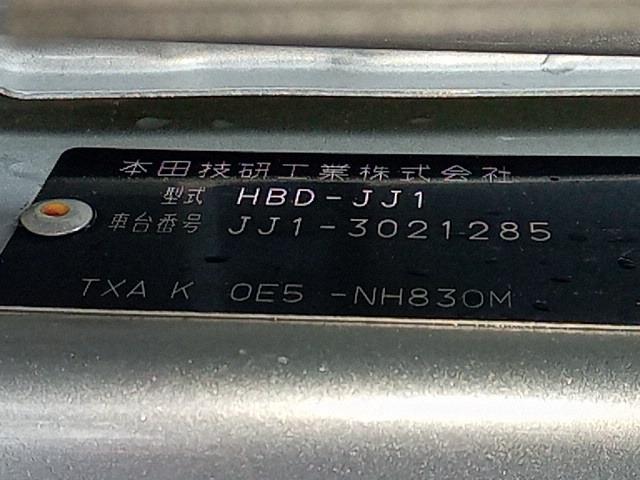 本田技研工業株式会社
型式 HBD-JJ1
車台番号 JJ1-3021285
TXA K 0E5 -NH830M